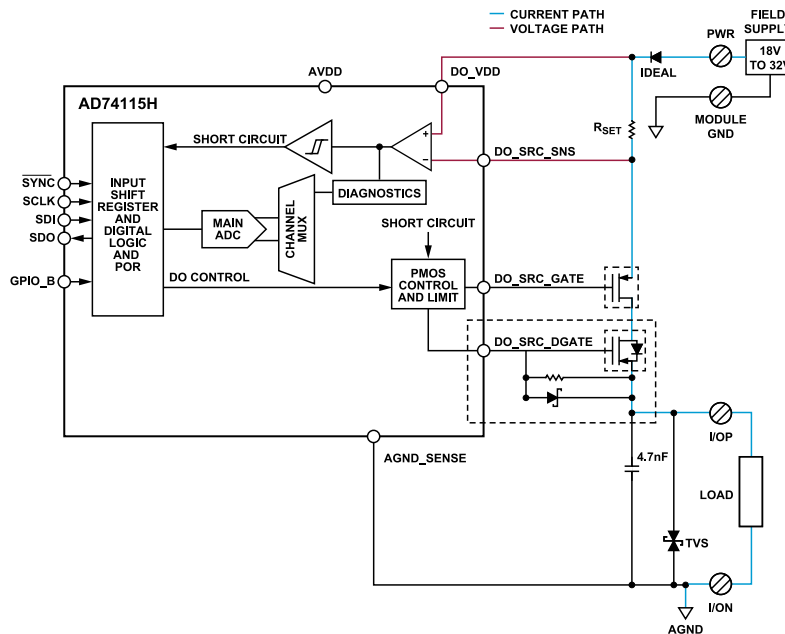 CURRENT PATH
VOLTAGE PATH
FIELD
SUPPLY
PWR
18V
TO 32V
IDEAL
MODULE
GND
AVDD
DO_VDD
AD74115H
RSET
SHORT CIRCUIT
+
−
DO_SRC_SNS
DIAGNOSTICS
SYNC
SCLK
SDI
SDO
GPIO_B
INPUT
SHIFT
REGISTER
AND
DIGITAL
LOGIC
AND
POR
MAIN
ADC
CHANNEL
MUX
SHORT CIRCUIT
DO CONTROL
PMOS
CONTROL
AND LIMIT
DO_SRC_GATE
DO_SRC_DGATE
AGND_SENSE
4.7nF
I/OP
LOAD
TVS
I/ON
AGND